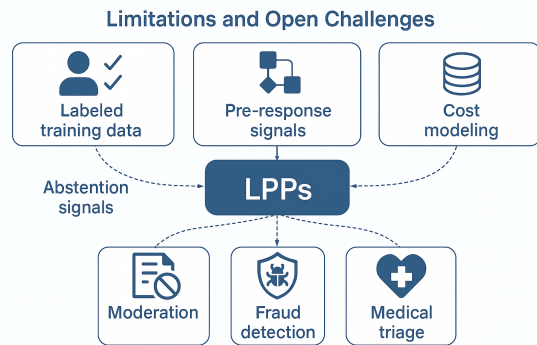 Limitations and Open Challenges
Labeled
training data
Pre-response
signals
Cost
modeling
Abstention
signals
LPPs
Moderation
Fraud
detection
Medical
triage